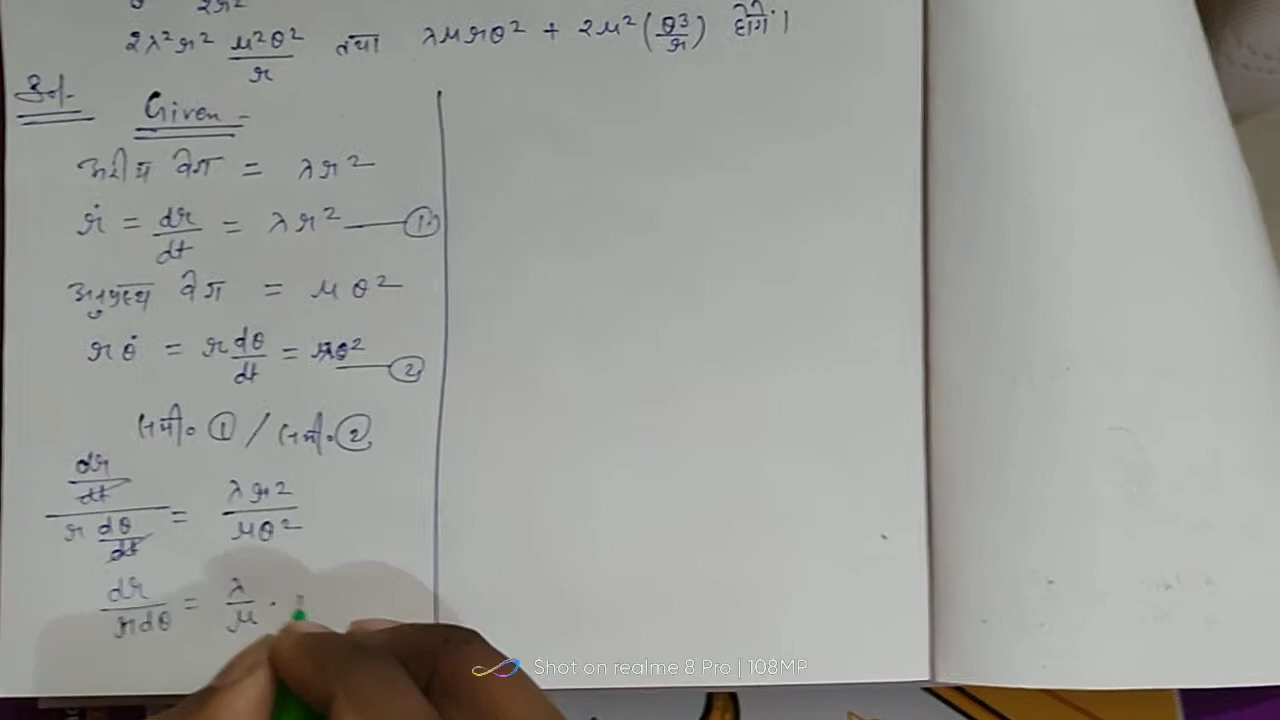 2λ²r² μ²θ²/r तथा λμrθ² + 2μ²(θ³/r) होंगे।
Given -
अरीय वेग = λr²
ṙ = dr/dt = λr² —①
अनुप्रस्थ वेग = μθ²
rθ̇ = r dθ/dt = μθ² —②
समी० ① / समी० ②
(dr/dt)/(r dθ/dt) = λr²/μθ²
dr/rdθ = λ/μ ·
Shot on realme 8 Pro | 108MP